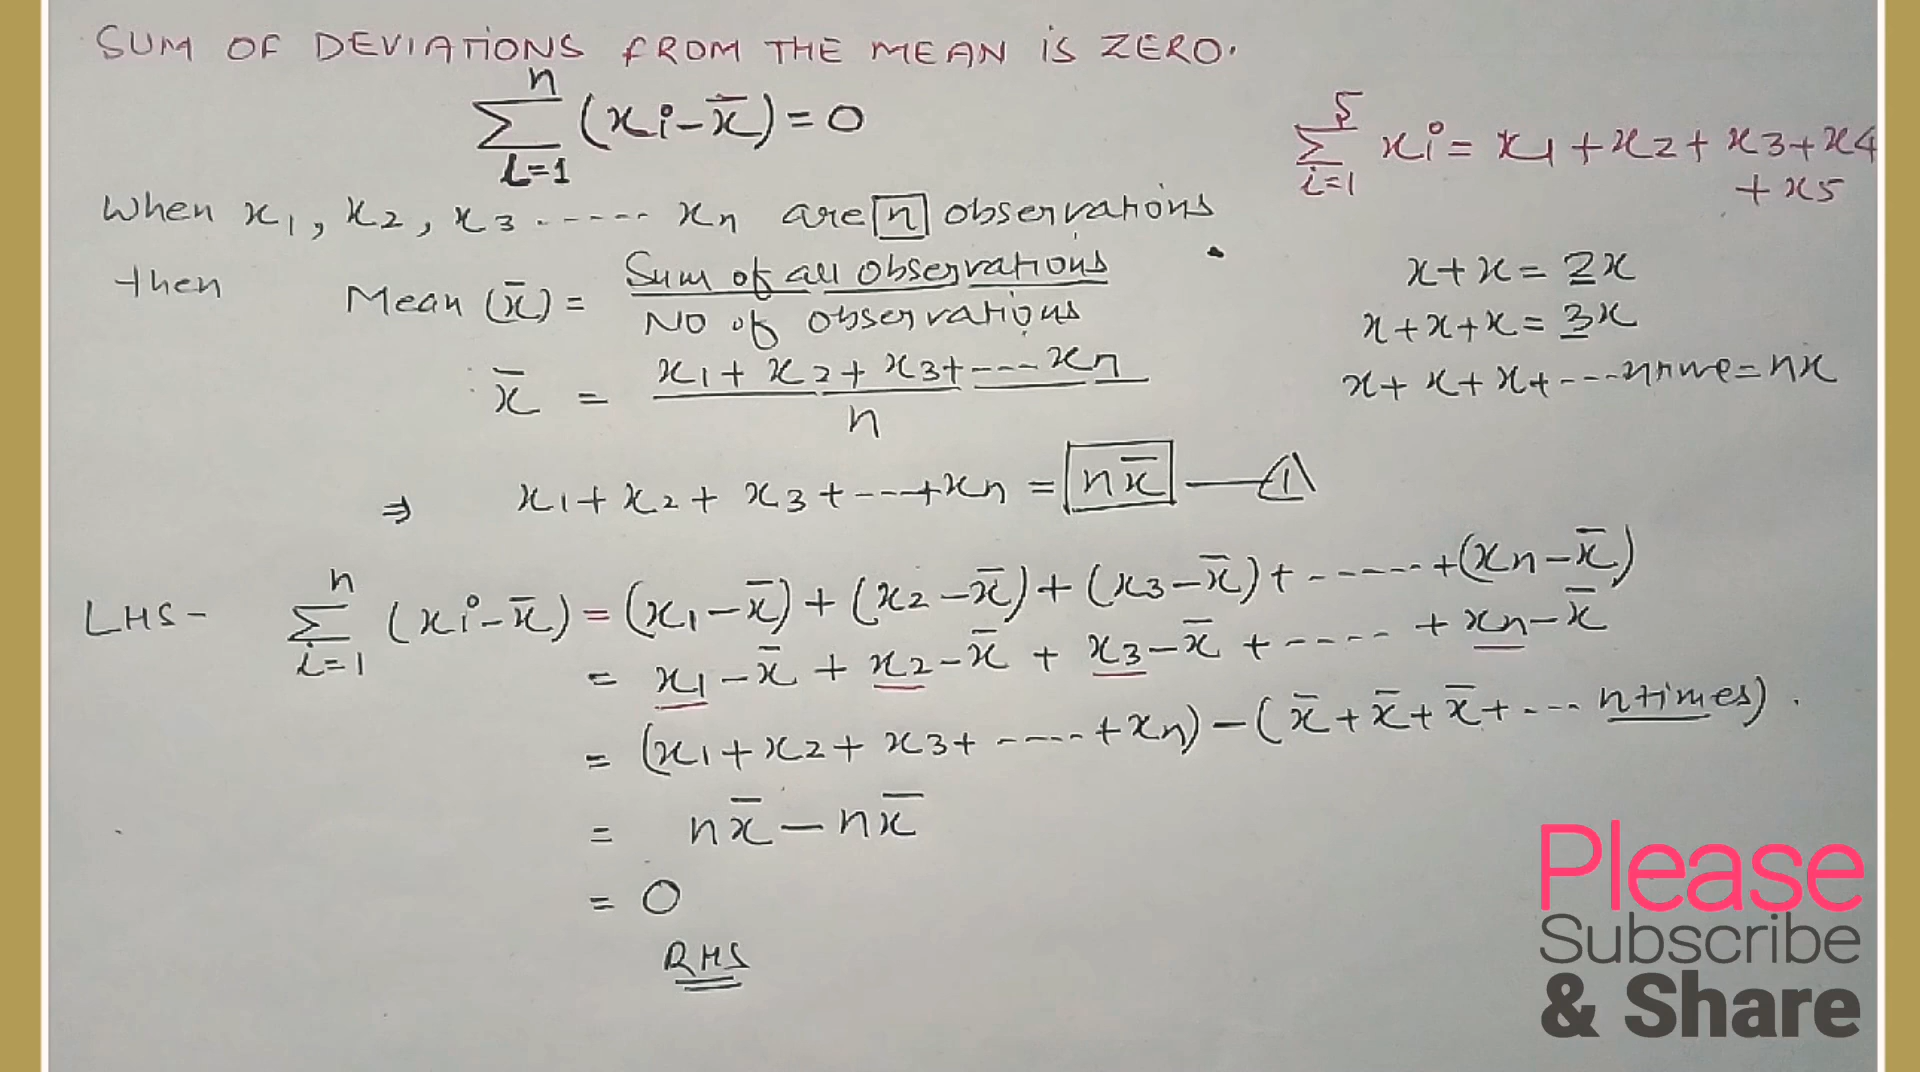 SUM OF DEVIATIONS FROM THE MEAN IS ZERO.
n
∑ (xi – x̄) = 0
i=1
5
∑ xi = x1 + x2 + x3 + x4
i=1
+ x5
When x1, x2, x3 ...... xn are n observations
then Mean (x̄) = Sum of all observations
No of observations
x̄ = x1 + x2 + x3 + --- xn
n
x + x = 2x
x + x + x = 3x
x + x + x + --- n time = nx
⇒ x1 + x2 + x3 + --- + xn = nx̄ — 1
n
LHS – ∑ (xi – x̄) = (x1 – x̄) + (x2 – x̄) + (x3 – x̄) + ------ + (xn – x̄)
i=1
= x1 – x̄ + x2 – x̄ + x3 – x̄ + ----- + xn – x̄
= (x1 + x2 + x3 + ----- + xn) – (x̄ + x̄ + x̄ + --- n times).
= nx̄ – nx̄
= 0
RHS
Please
Subscribe
& Share